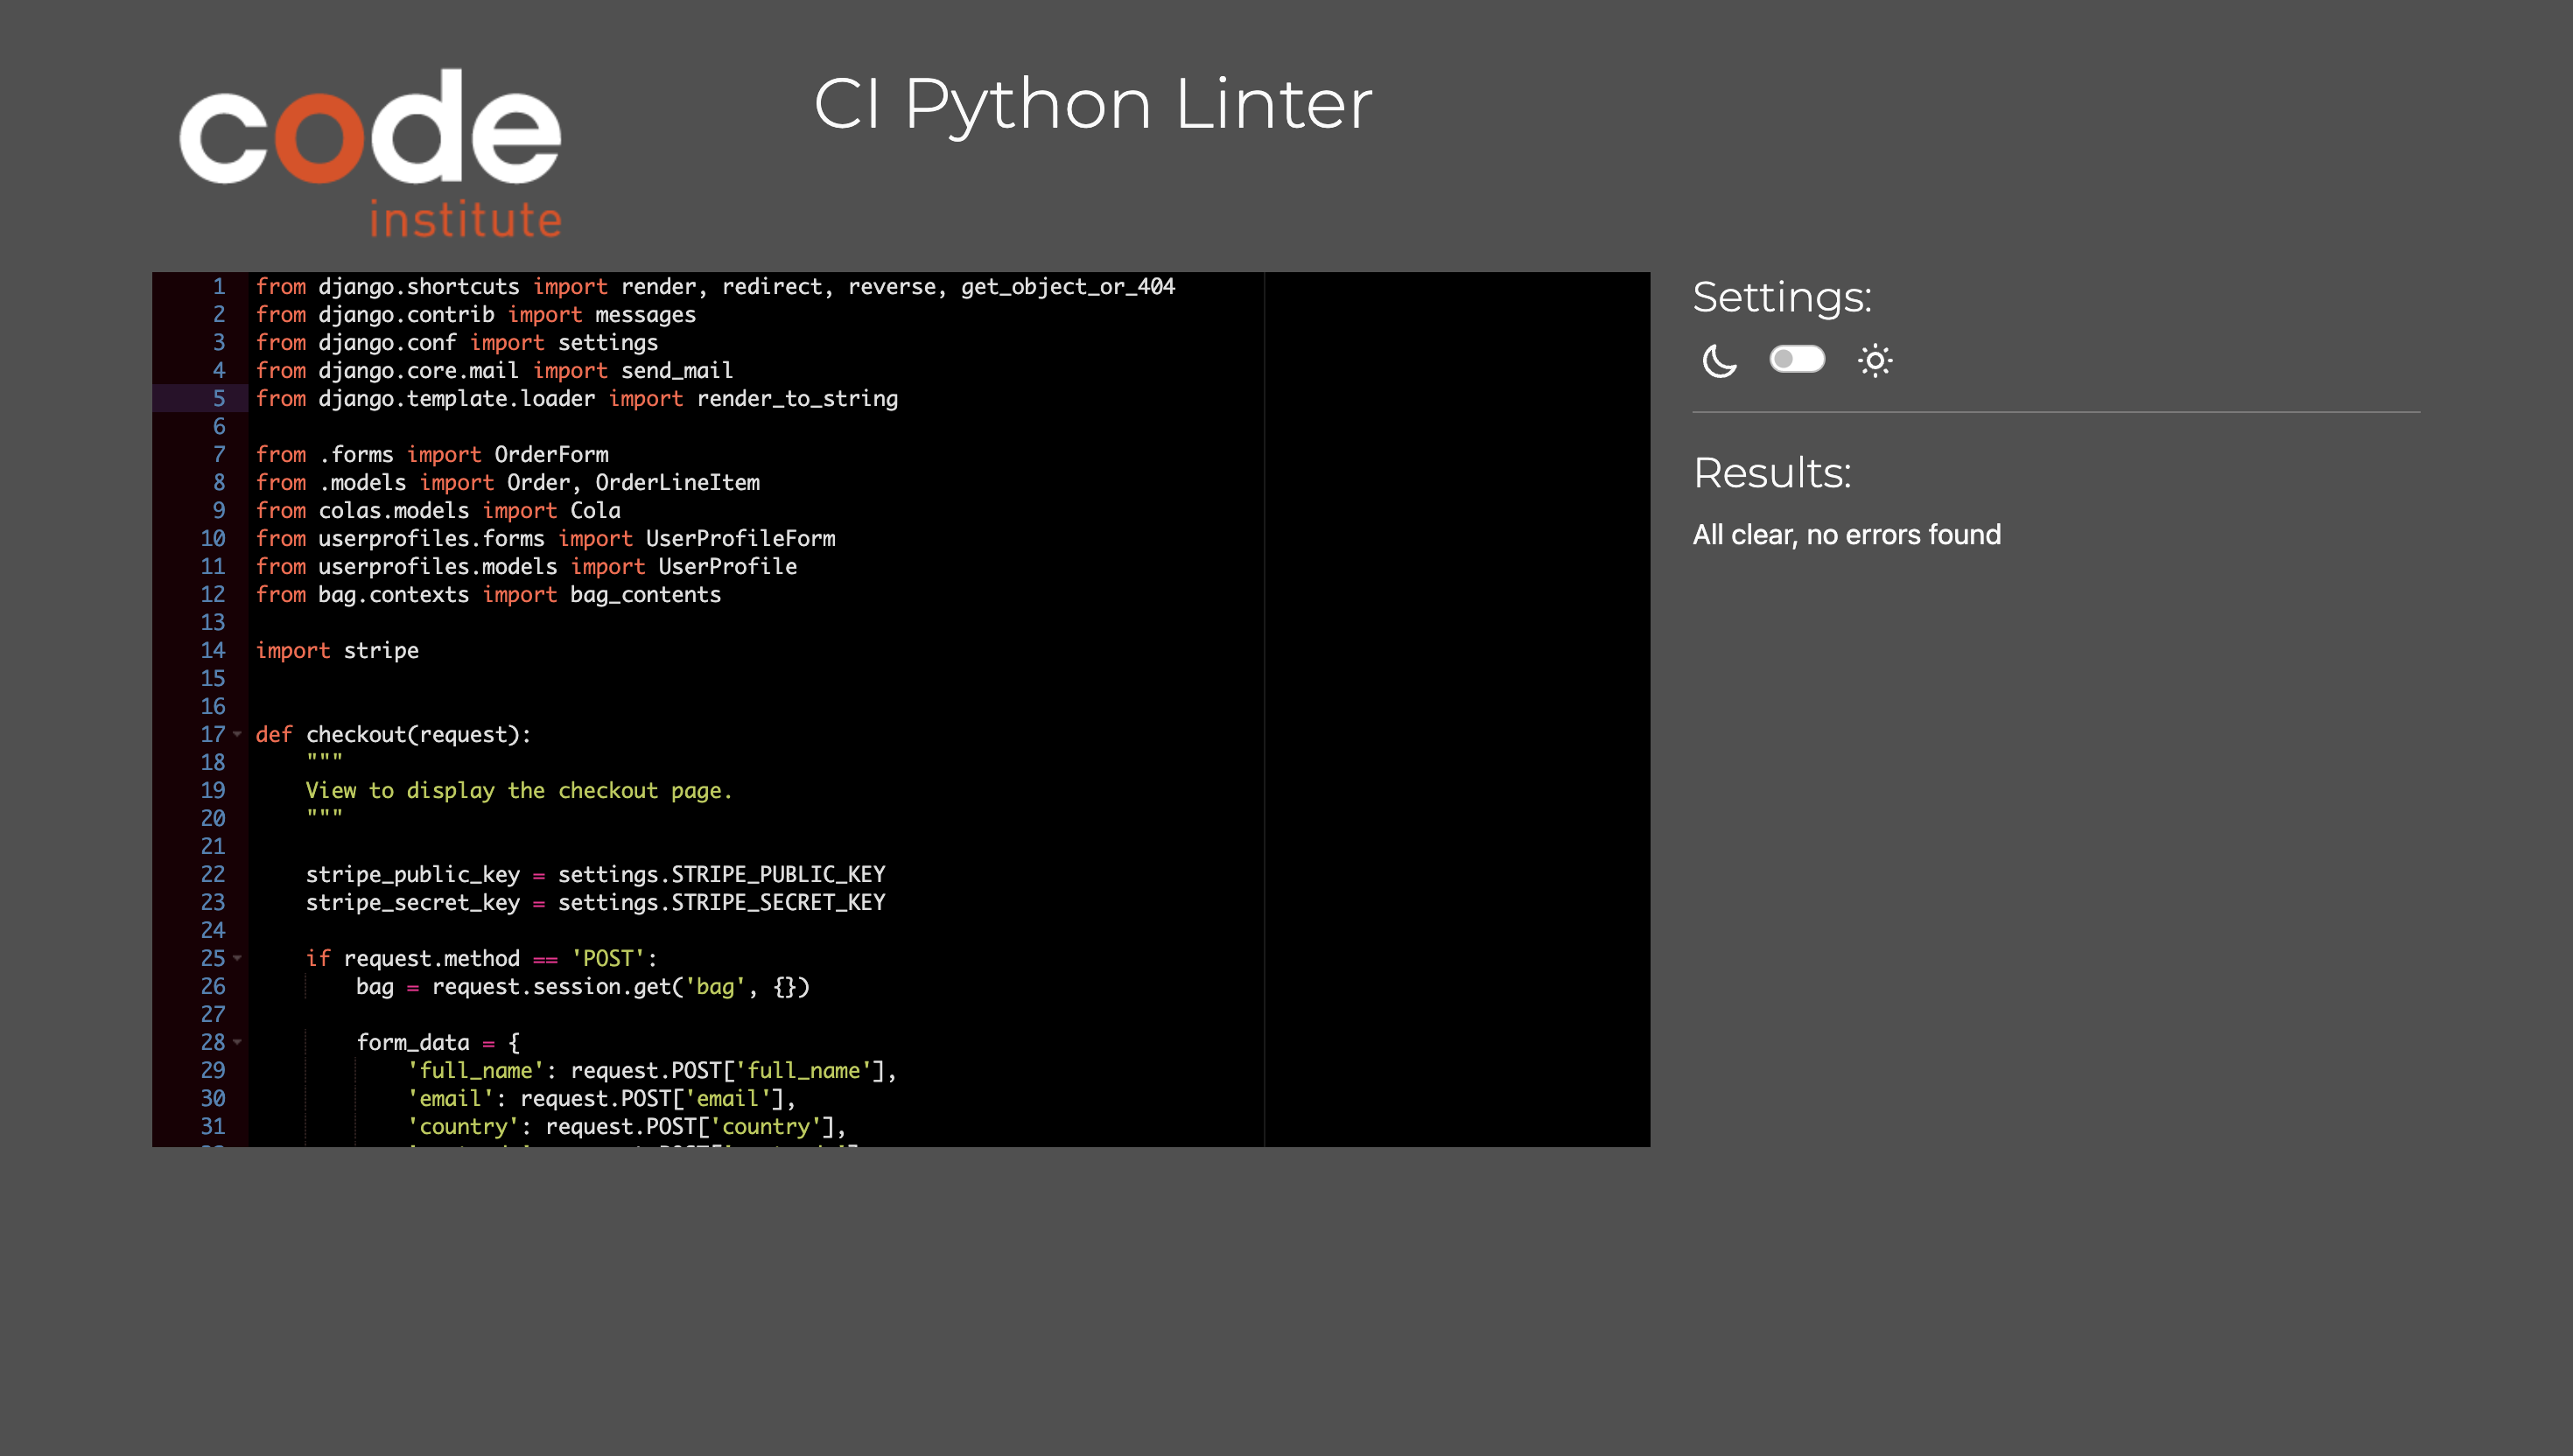 code
institute
CI Python Linter
1 from django.shortcuts import render, redirect, reverse, get_object_or_404
2 from django.contrib import messages
3 from django.conf import settings
4 from django.core.mail import send_mail
5 from django.template.loader import render_to_string
6
7 from .forms import OrderForm
8 from .models import Order, OrderLineItem
9 from colas.models import Cola
10 from userprofiles.forms import UserProfileForm
11 from userprofiles.models import UserProfile
12 from bag.contexts import bag_contents
13
14 import stripe
15
16
17 def checkout(request):
18     """
19     View to display the checkout page.
20     """
21
22     stripe_public_key = settings.STRIPE_PUBLIC_KEY
23     stripe_secret_key = settings.STRIPE_SECRET_KEY
24
25     if request.method == 'POST':
26         bag = request.session.get('bag', {})
27
28         form_data = {
29             'full_name': request.POST['full_name'],
30             'email': request.POST['email'],
31             'country': request.POST['country'],
Settings:
Results:
All clear, no errors found